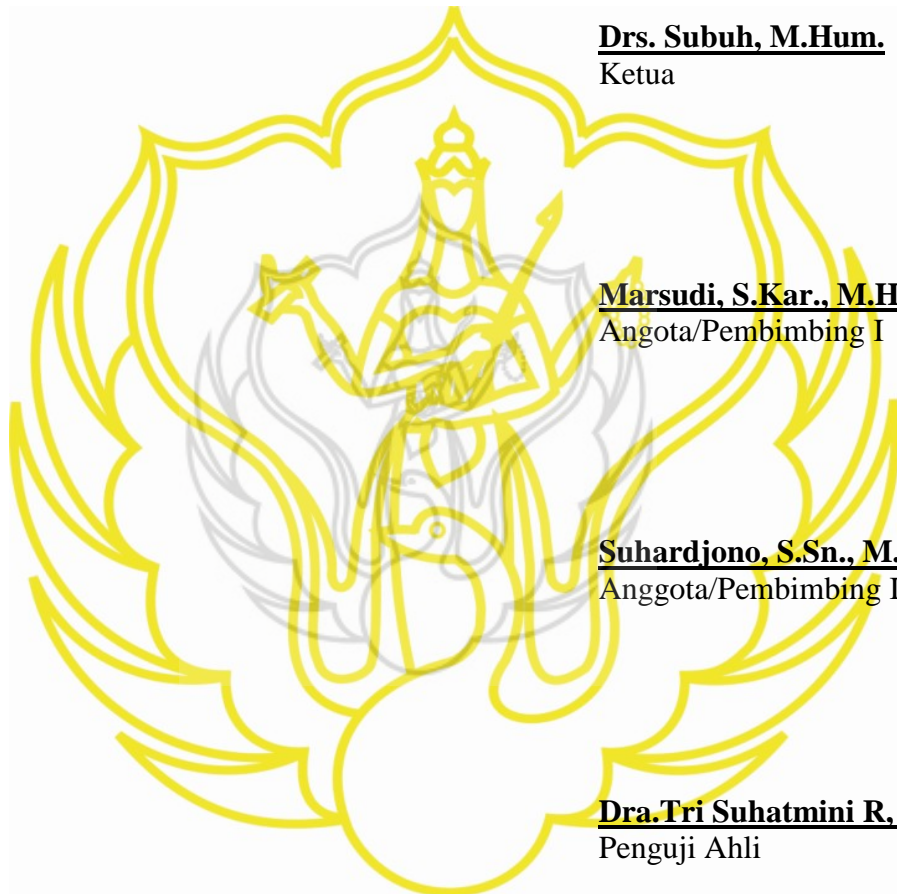 Drs. Subuh, M.Hum.
Ketua
Marsudi, S.Kar., M.H
Angota/Pembimbing I
Suhardjono, S.Sn., M.
Anggota/Pembimbing I
Dra.Tri Suhatmini R,
Penguji Ahli